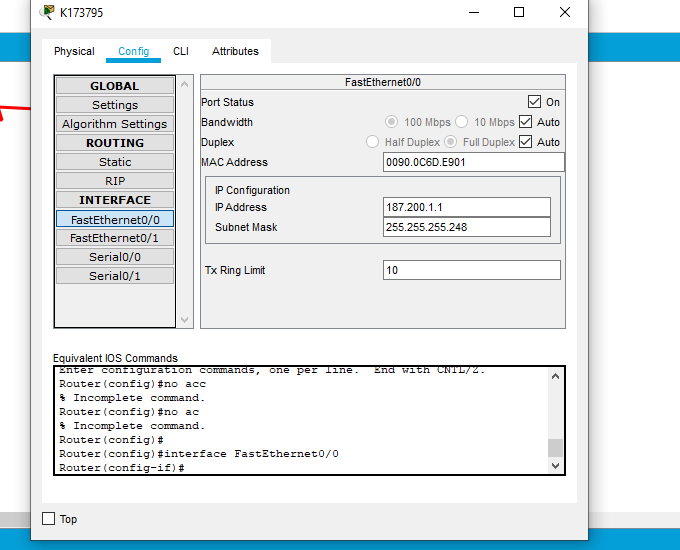 K173795
Physical Config CLI Attributes
GLOBAL
Settings
Algorithm Settings
ROUTING
Static
RIP
INTERFACE
FastEthernet0/0
FastEthernet0/1
Serial0/0
Serial0/1
FastEthernet0/0
Port Status On
Bandwidth 100 Mbps 10 Mbps Auto
Duplex Half Duplex Full Duplex Auto
MAC Address 0090.0C6D.E901
IP Configuration
IP Address 187.200.1.1
Subnet Mask 255.255.255.248
Tx Ring Limit 10
Equivalent IOS Commands
Enter configuration commands, one per line. End with CNTL/Z.
Router(config)#no acc
% Incomplete command.
Router(config)#no ac
% Incomplete command.
Router(config)#
Router(config)#interface FastEthernet0/0
Router(config-if)#
Top